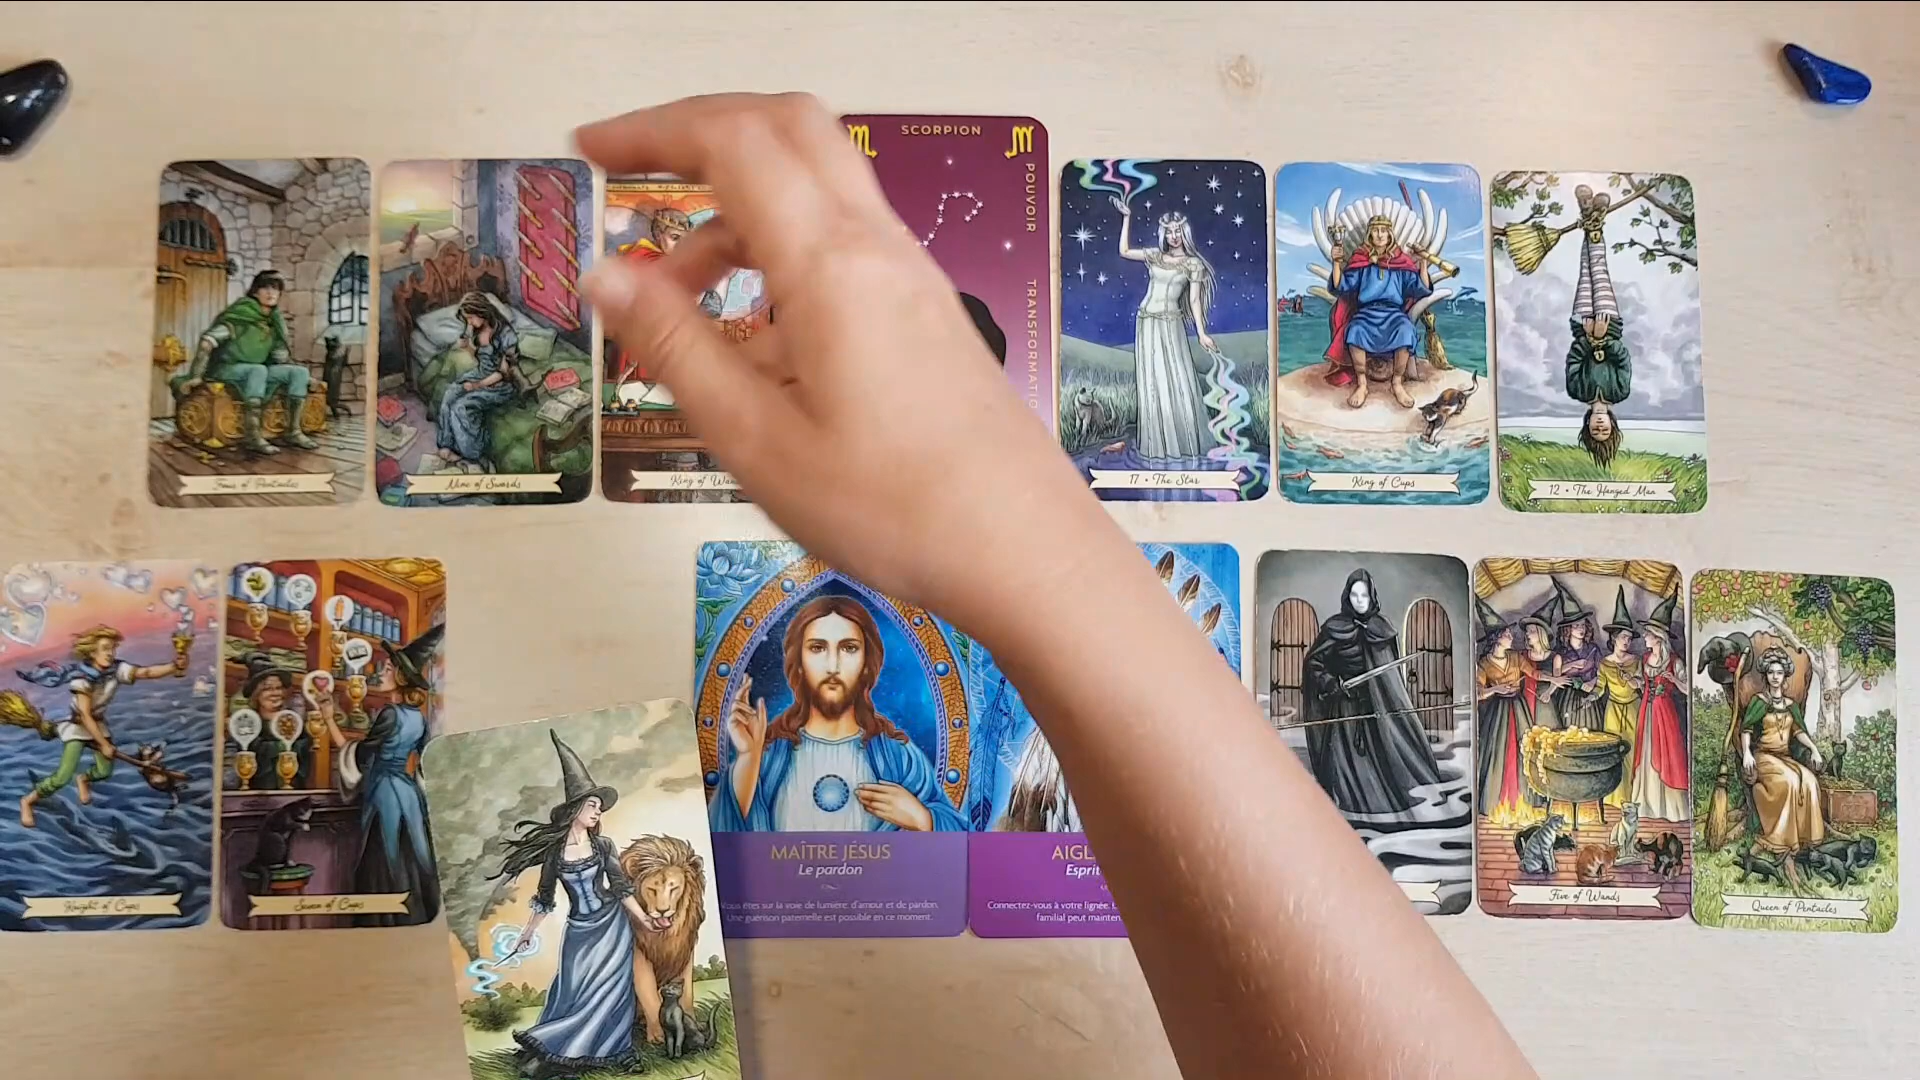 SCORPION
POUVOIR
TRANSFORMATIO
Four of Pentacles
Nine of Swords
King of Wan
17 • The Star
King of Cups
12 • The Hanged Man
MAÎTRE JÉSUS
Le pardon
Vous êtes sur la voie de lumière, d'amour et de pardon.
Une guérison paternelle est possible en ce moment.
AIGL
Esprit
Connectez-vous à votre lignée.
familial peut mainten
Knight of Cups
Seven of Cups
Five of Wands
Queen of Pentacles